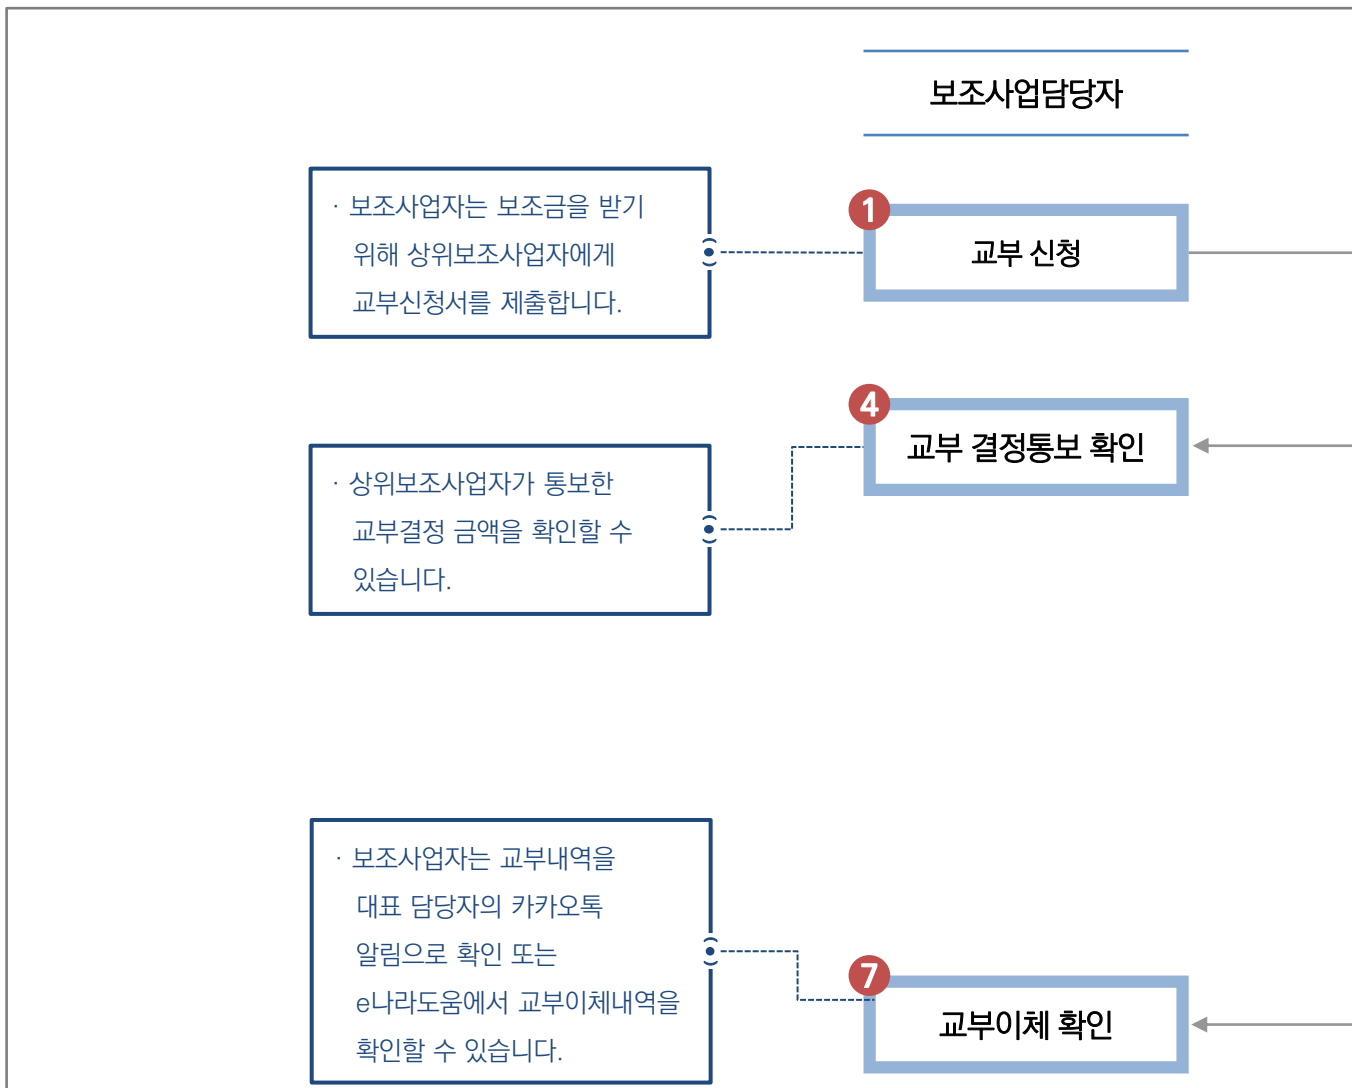 보조사업담당자
· 보조사업자는 보조금을 받기
위해 상위보조사업자에게
교부신청서를 제출합니다.
1
교부 신청
4
교부 결정통보 확인
· 상위보조사업자가 통보한
교부결정 금액을 확인할 수
있습니다.
· 보조사업자는 교부내역을
대표 담당자의 카카오톡
알림으로 확인 또는
e나라도움에서 교부이체내역을
확인할 수 있습니다.
7
교부이체 확인